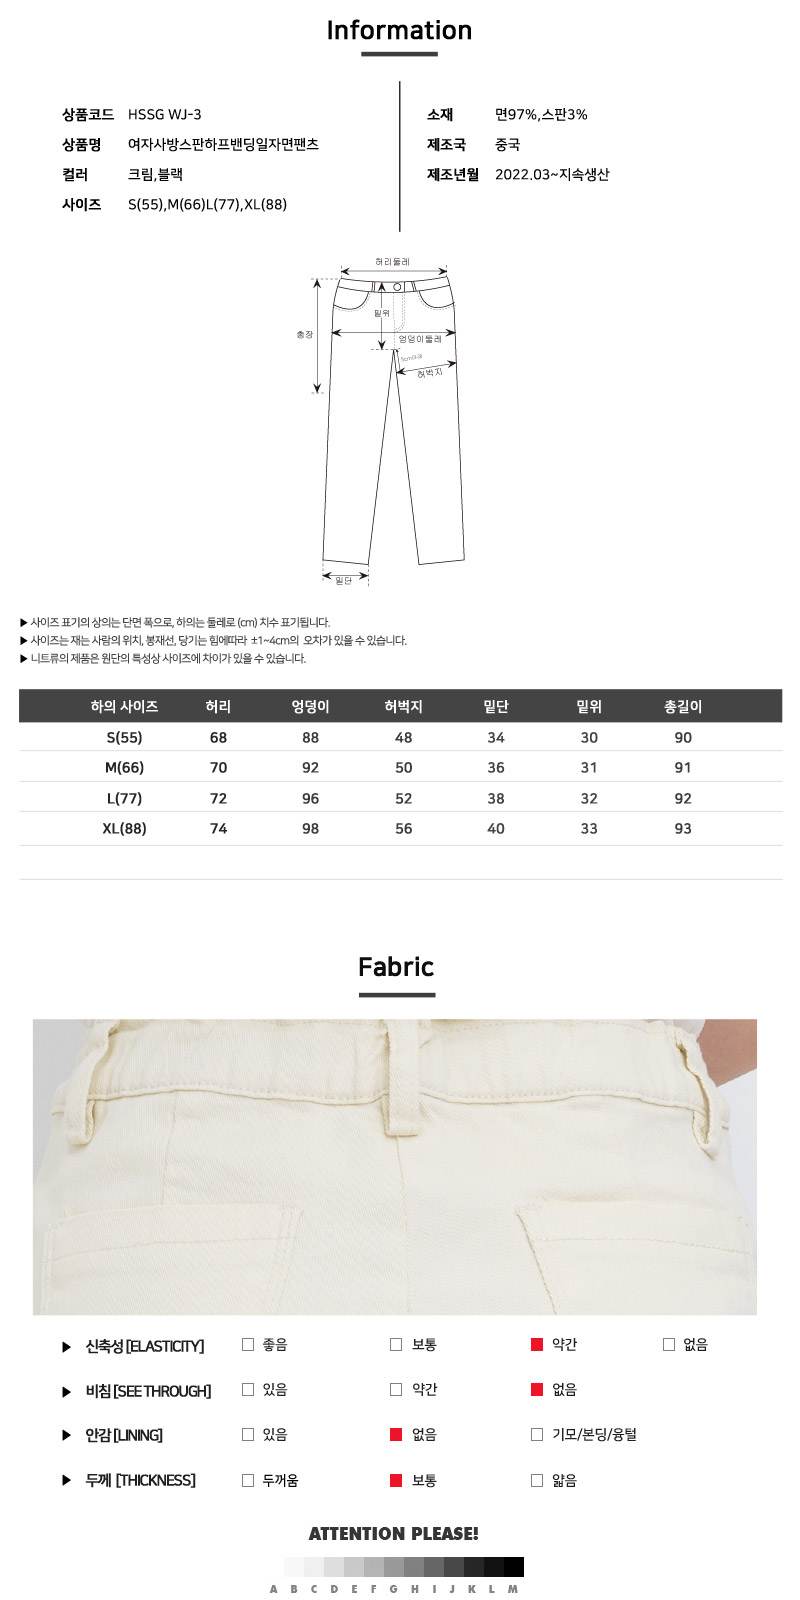 Information
상품코드 HSSG WJ-3
상품명 여자사방스판하프밴딩일자면팬츠
컬러 크림,블랙
사이즈 S(55),M(66)L(77),XL(88)
소재 면97%,스판3%
제조국 중국
제조년월 2022.03~지속생산
허리둘레
밑위
총장
엉덩이둘레
허벅지
밑단
▶ 사이즈 표기의 상의는 단면 폭으로, 하의는 둘레로 (cm) 치수 표기됩니다.
▶ 사이즈는 재는 사람의 위치, 봉재선, 당기는 힘에따라 ±1~4cm의 오차가 있을 수 있습니다.
▶ 니트류의 제품은 원단의 특성상 사이즈에 차이가 있을 수 있습니다.
하의 사이즈 허리 엉덩이 허벅지 밑단 밑위 총길이
S(55) 68 88 48 34 30 90
M(66) 70 92 50 36 31 91
L(77) 72 96 52 38 32 92
XL(88) 74 98 56 40 33 93
Fabric
▶ 신축성 [ELASTICITY] 좋음 보통 약간 없음
▶ 비침 [SEE THROUGH] 있음 약간 없음
▶ 안감 [LINING] 있음 없음 기모/본딩/융털
▶ 두께 [THICKNESS] 두꺼움 보통 얇음
ATTENTION PLEASE!
A B C D E F G H I J K L M